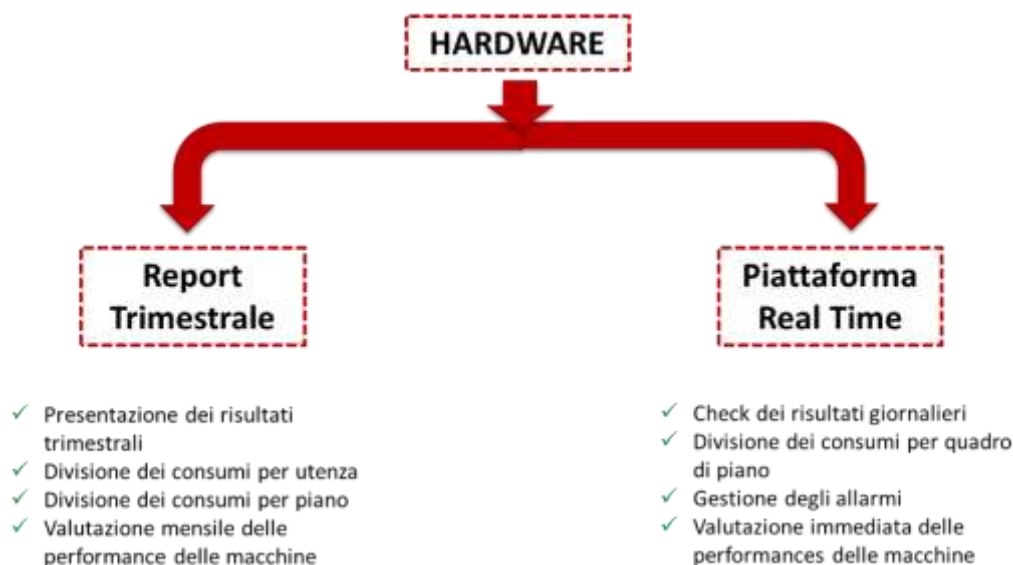 HARDWARE
Report
Trimestrale
Piattaforma
Real Time
✓ Presentazione dei risultati
trimestrali
✓ Divisione dei consumi per utenza
✓ Divisione dei consumi per piano
✓ Valutazione mensile delle
performance delle macchine
✓ Check dei risultati giornalieri
✓ Divisione dei consumi per quadro
di piano
✓ Gestione degli allarmi
✓ Valutazione immediata delle
performances delle macchine